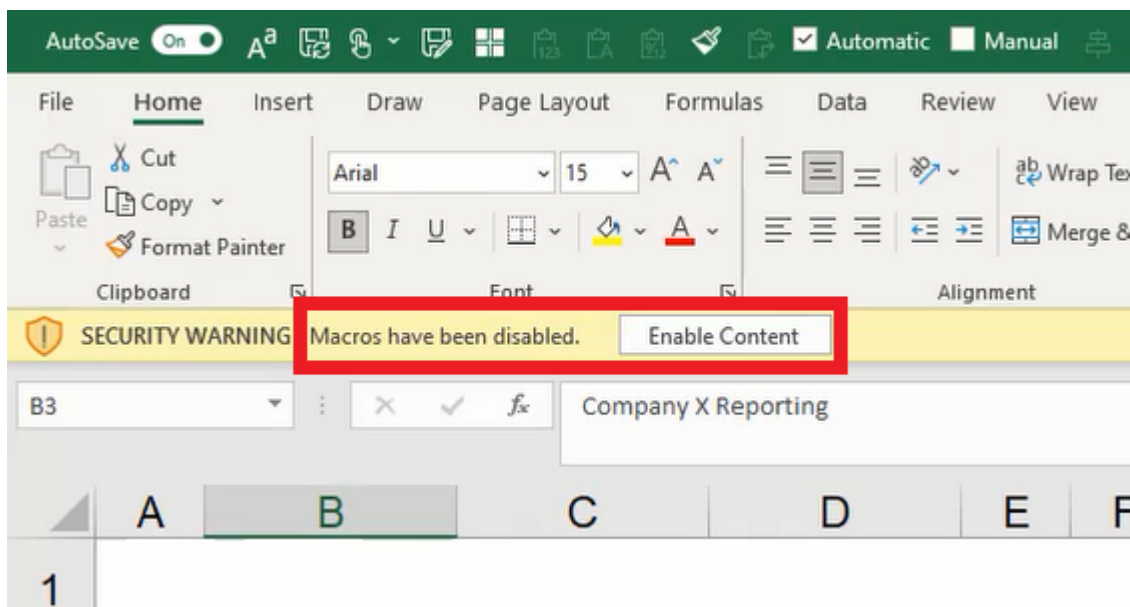 AutoSave On Automatic Manual
File Home Insert Draw Page Layout Formulas Data Review View
Cut
Copy
Paste
Format Painter
Arial 15 A A
ab
c Wrap Tex
B I U A
Merge &
Clipboard Font Alignment
SECURITY WARNING Macros have been disabled. Enable Content
B3 fx Company X Reporting
A B C D E F
1